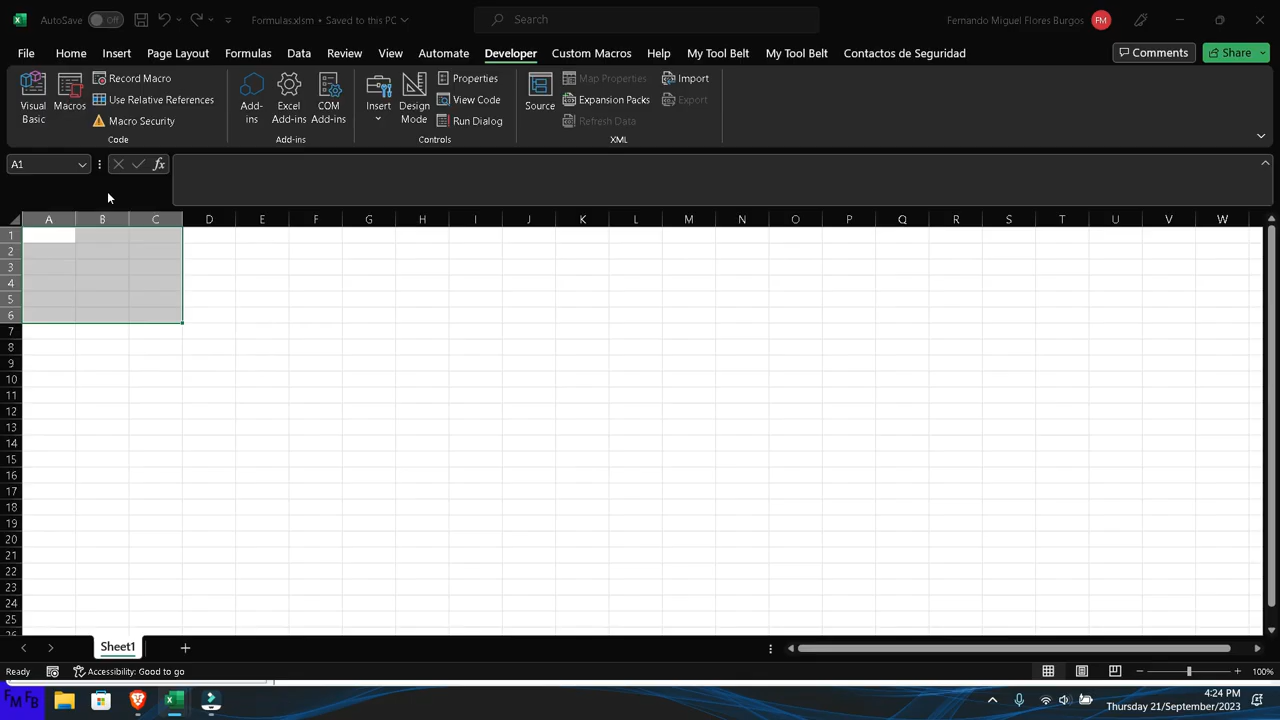 AutoSave Off Formulas.xlsm • Saved to this PC Search Fernando Miguel Flores Burgos FM
File Home Insert Page Layout Formulas Data Review View Automate Developer Custom Macros Help My Tool Belt My Tool Belt Contactos de Seguridad Comments Share
Visual Basic
Macros
Record Macro
Use Relative References
Macro Security
Code
Add-ins
Excel Add-ins
COM Add-ins
Add-ins
Insert
Design Mode
Properties
View Code
Run Dialog
Controls
Source
Map Properties
Expansion Packs
Refresh Data
Import
Export
XML
A1 fx
A B C D E F G H I J K L M N O P Q R S T U V W
1
2
3
4
5
6
7
8
9
10
11
12
13
14
15
16
17
18
19
20
21
22
23
24
25
26
Sheet1
Ready Accessibility: Good to go 100%
FM FB
4:24 PM
Thursday 21/September/2023